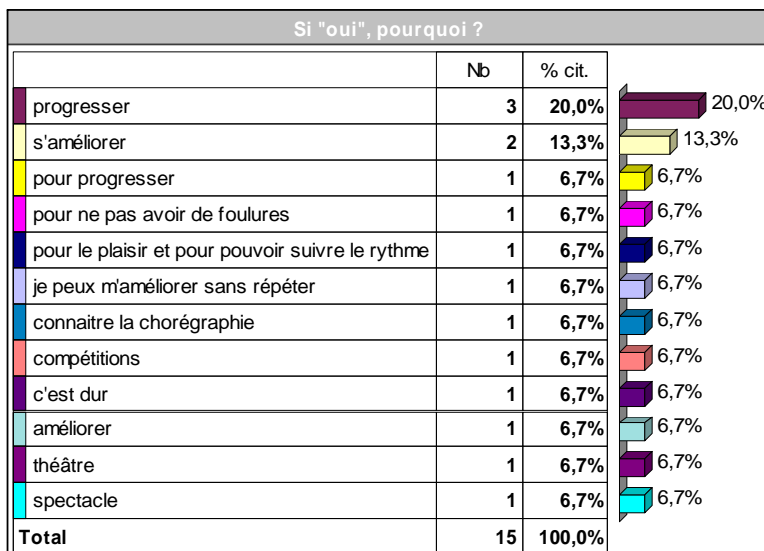 Si "oui", pourquoi ?
Nb % cit.
progresser 3 20,0% 20,0%
s'améliorer 2 13,3% 13,3%
pour progresser 1 6,7% 6,7%
pour ne pas avoir de foulures 1 6,7% 6,7%
pour le plaisir et pour pouvoir suivre le rythme 1 6,7% 6,7%
je peux m'améliorer sans répéter 1 6,7% 6,7%
connaitre la chorégraphie 1 6,7% 6,7%
compétitions 1 6,7% 6,7%
c'est dur 1 6,7% 6,7%
améliorer 1 6,7% 6,7%
théâtre 1 6,7% 6,7%
spectacle 1 6,7% 6,7%
Total 15 100,0%